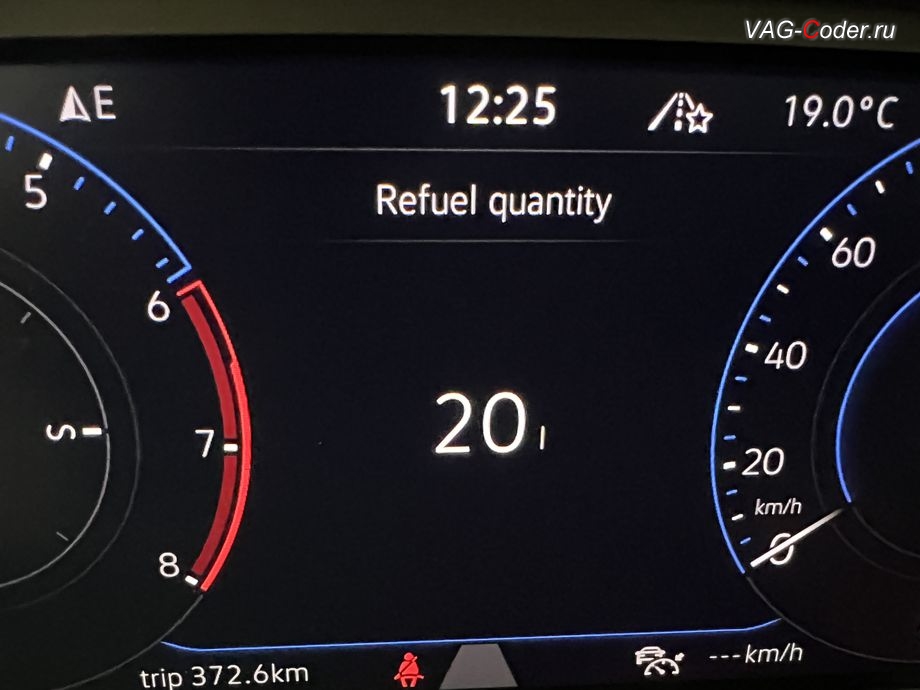 VAG-Coder.ru
E
12:25
19.0°C
Refuel quantity
5
6
7
8
S
60
40
20
km/h
0
20 l
trip 372.6km
---km/h